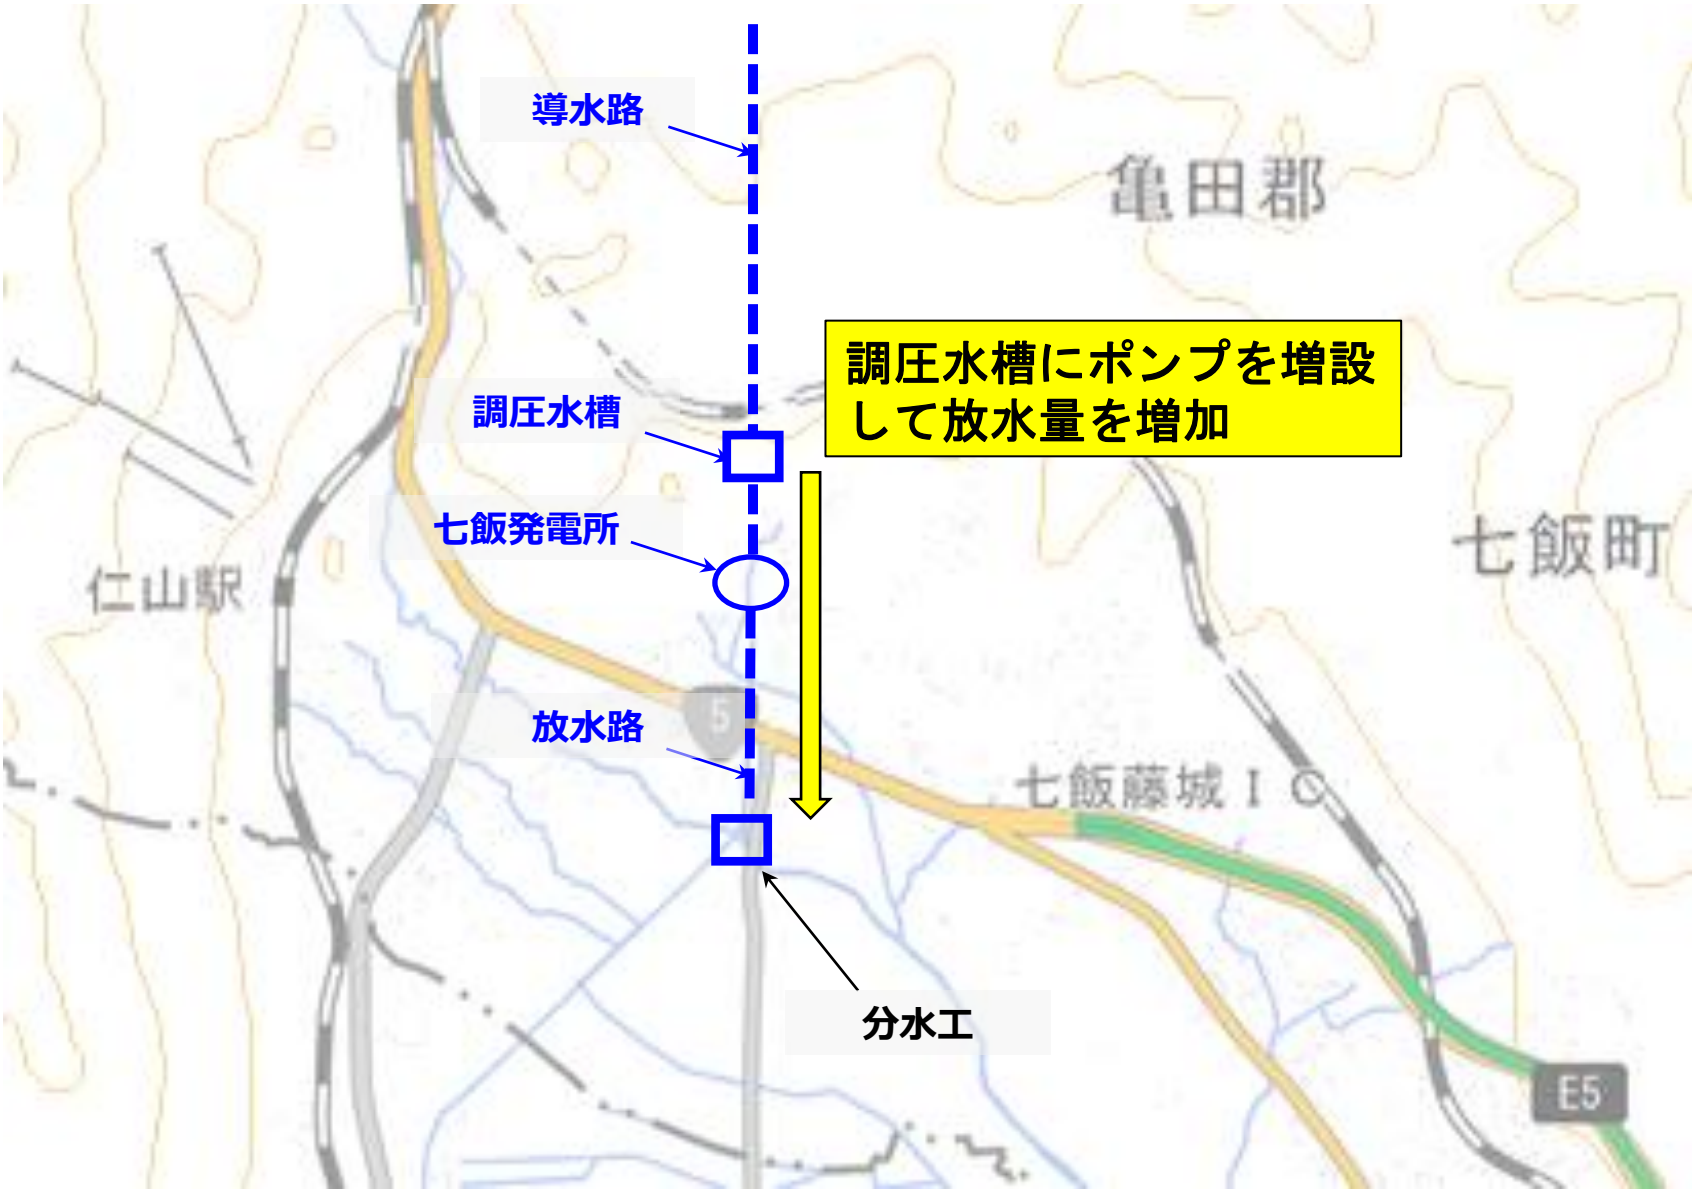 導水路
亀田郡
調圧水槽にポンプを増設
して放水量を増加
調圧水槽
七飯発電所
七飯町
仁山駅
5
放水路
七飯藤城IC
分水工
E5